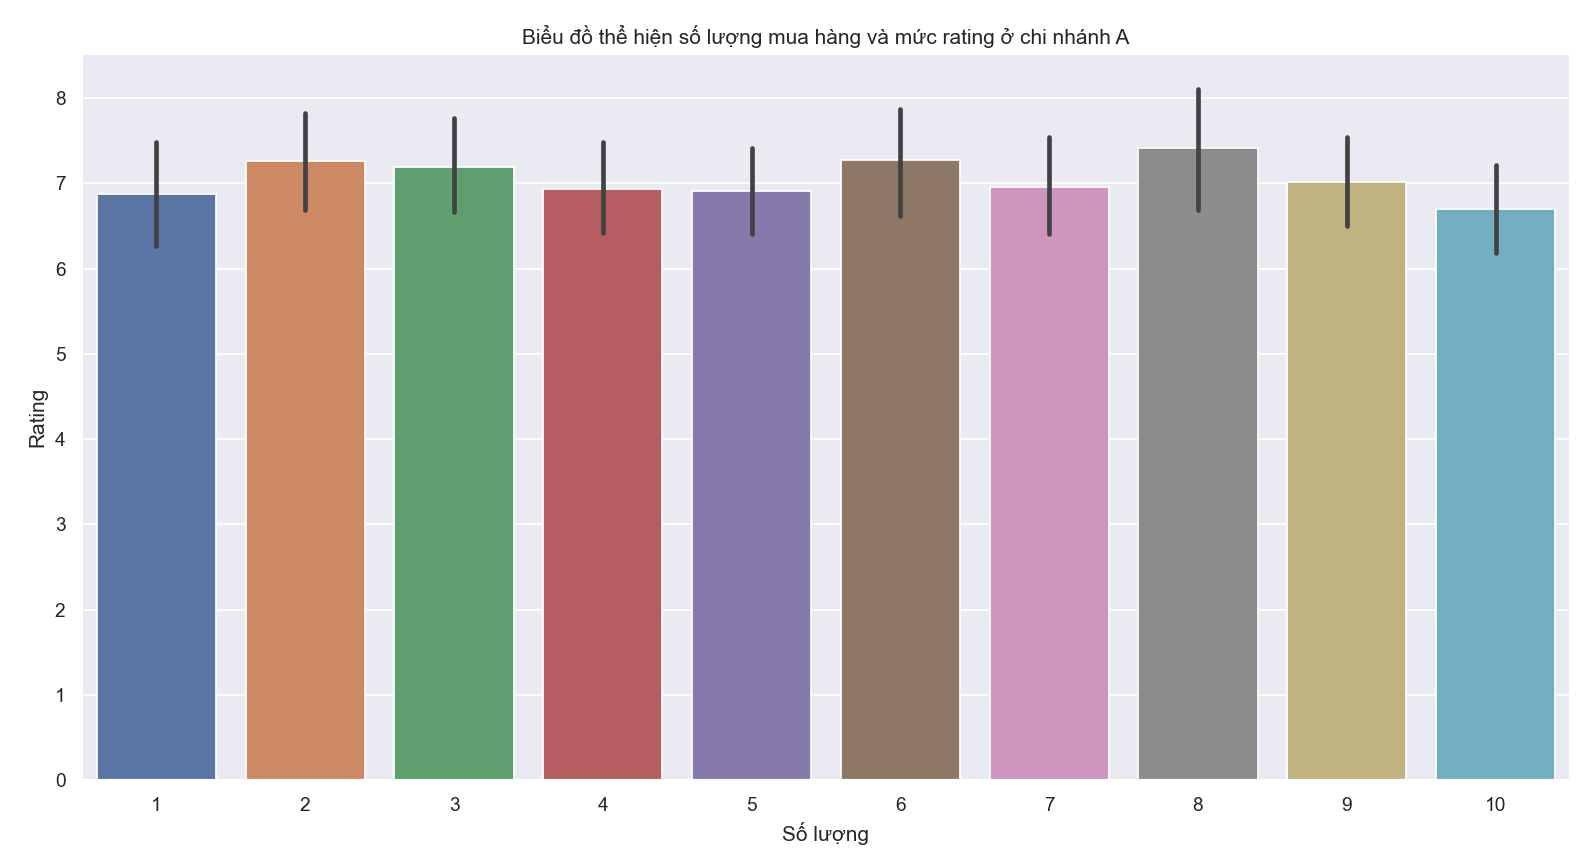 Biểu đồ thể hiện số lượng mua hàng và mức rating ở chi nhánh A
8
7
6
5
4
3
2
1
0
Rating
1 2 3 4 5 6 7 8 9 10
Số lượng